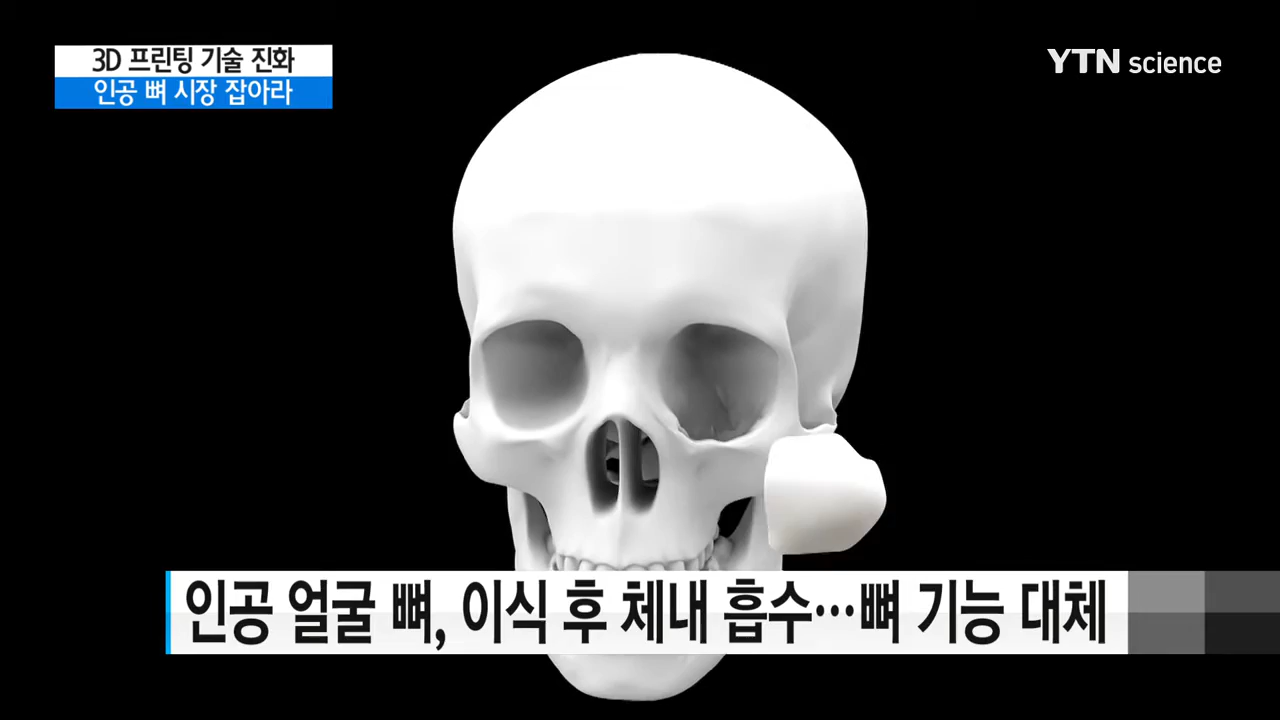 3D 프린팅 기술 진화
인공 뼈 시장 잡아라
YTN science
인공 얼굴 뼈, 이식 후 체내 흡수…뼈 기능 대체